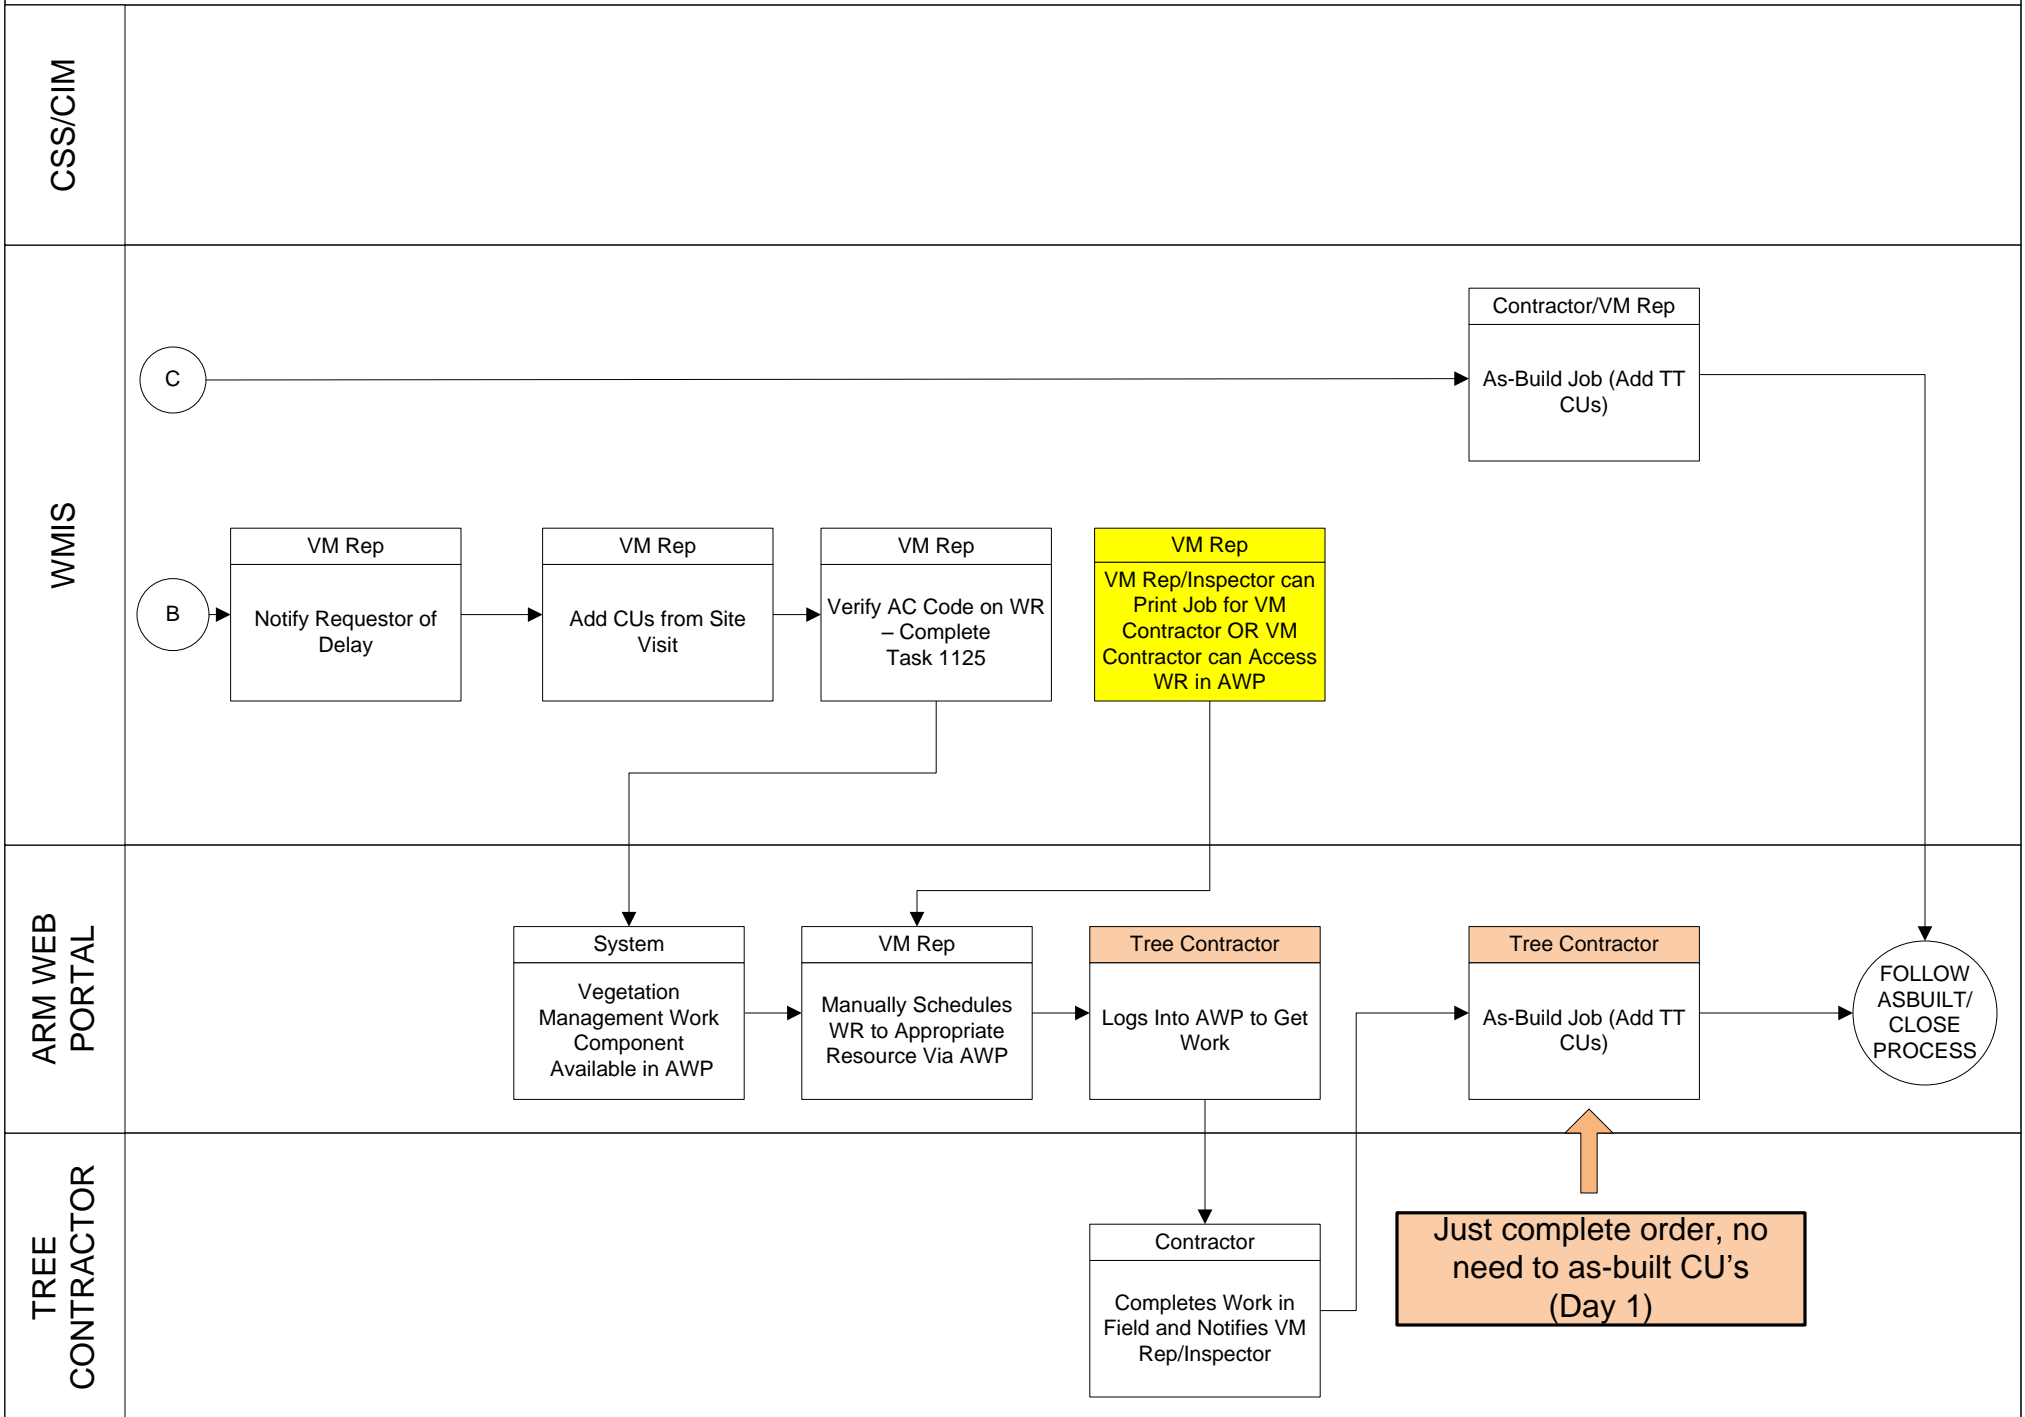 CSS/CIM
WMIS
C
Contractor/VM Rep
As-Build Job (Add TT
CUs)
B
VM Rep
Notify Requestor of
Delay
VM Rep
Add CUs from Site
Visit
VM Rep
Verify AC Code on WR
– Complete
Task 1125
VM Rep
VM Rep/Inspector can
Print Job for VM
Contractor OR VM
Contractor can Access
WR in AWP
ARM WEB
PORTAL
System
Vegetation
Management Work
Component
Available in AWP
VM Rep
Manually Schedules
WR to Appropriate
Resource Via AWP
Tree Contractor
Logs Into AWP to Get
Work
Tree Contractor
As-Build Job (Add TT
CUs)
FOLLOW
ASBUILT/
CLOSE
PROCESS
TREE
CONTRACTOR
Contractor
Completes Work in
Field and Notifies VM
Rep/Inspector
Just complete order, no
need to as-built CU’s
(Day 1)